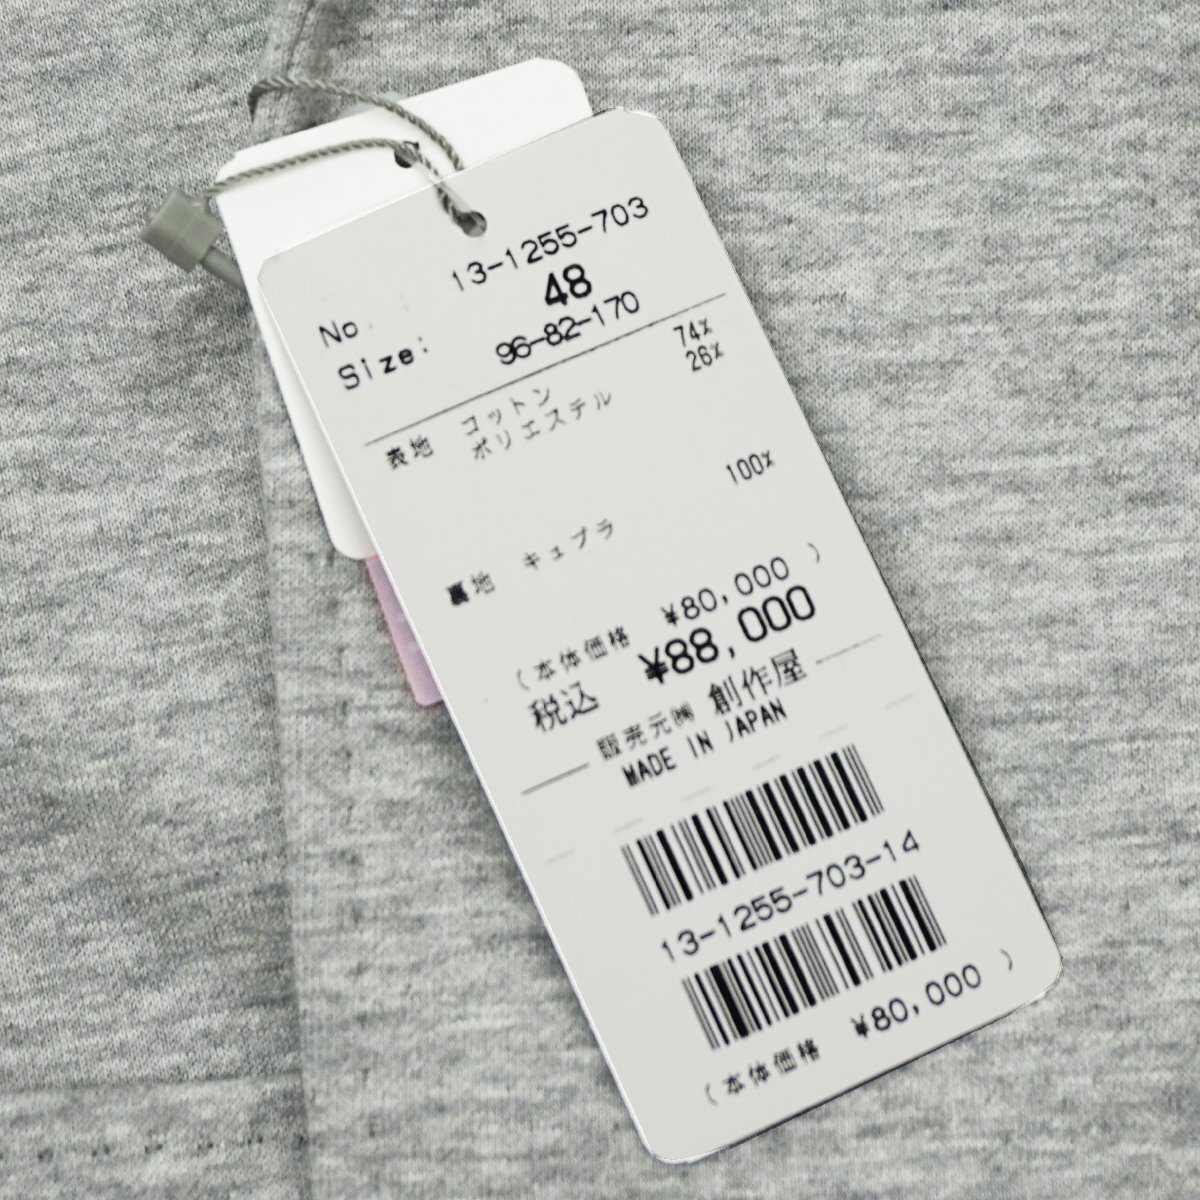 No. 13-1255-703
Size: 48
96-82-170
表地 コットン 74%
ポリエステル 26%
裏地 キュプラ 100%
(本体価格 ¥80,000 )
税込 ¥88,000
販売元㈱ 創作屋
MADE IN JAPAN
13-1255-703-14
(本体価格 ¥80,000 )